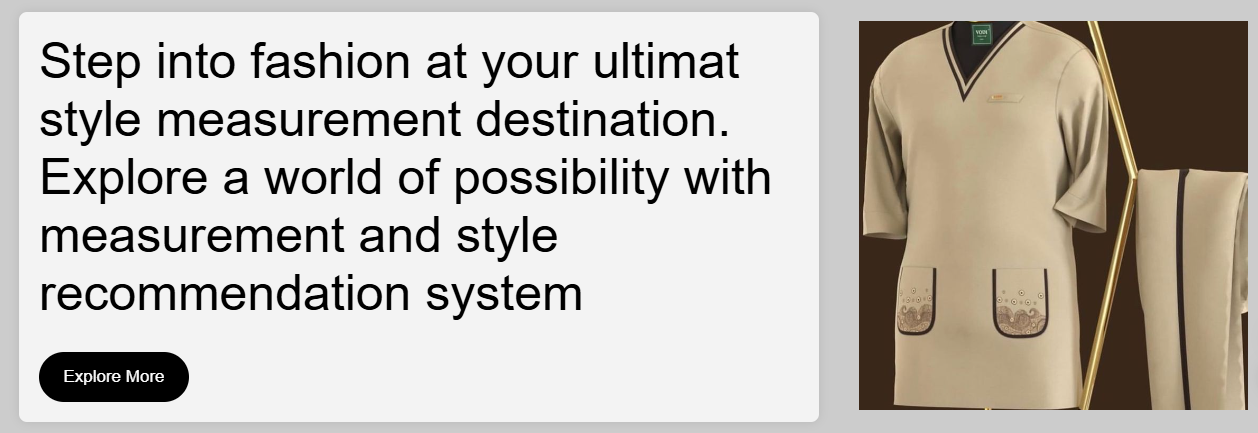 Step into fashion at your ultimat
style measurement destination.
Explore a world of possibility with
measurement and style
recommendation system
Explore More